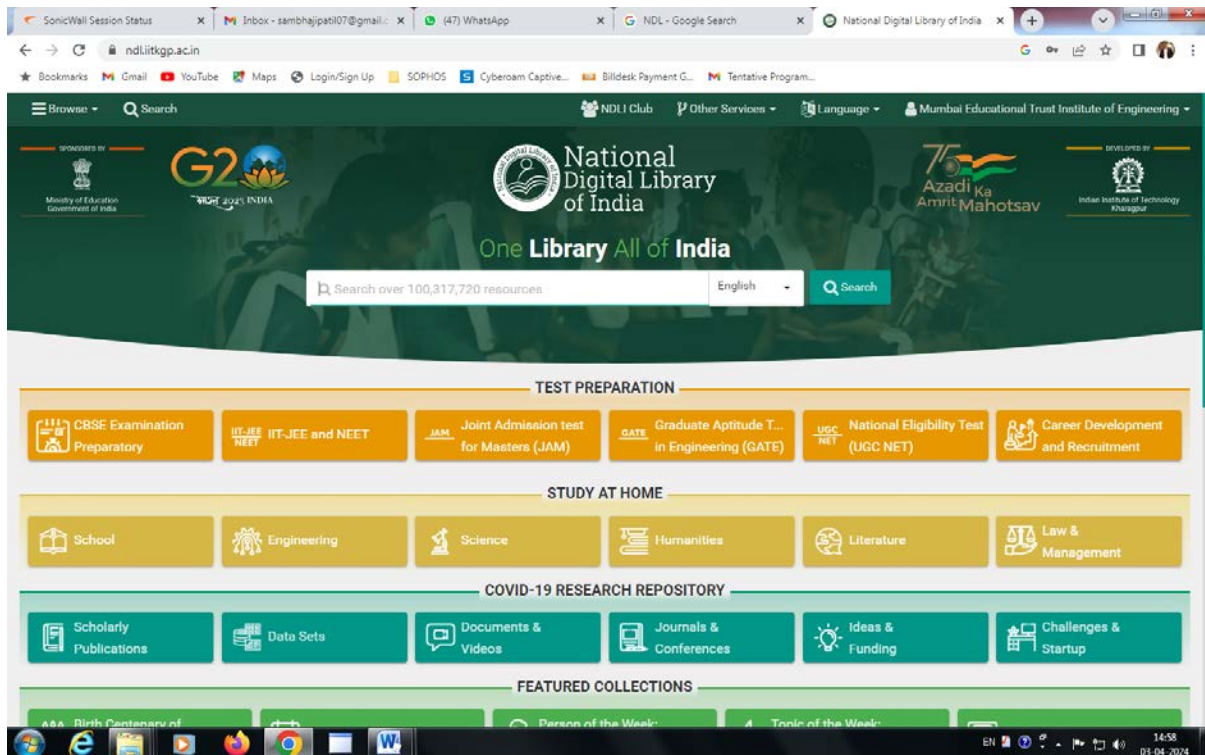 SonicWall Session Status
Inbox - sambhajipatil07@gmail.c
(47) WhatsApp
NDL - Google Search
National Digital Library of India
ndl.iitkgp.ac.in
Bookmarks Gmail YouTube Maps Login/Sign Up SOPHOS Cyberoam Captive... Billdesk Payment G... Tentative Program...
Browse Search NDLI Club Other Services Language Mumbai Educational Trust Institute of Engineering
SPONSORED BY
Ministry of Education
Government of India
G20
2023 INDIA
National
Digital Library
of India
75
Azadi Ka
Amrit Mahotsav
DEVELOPED BY
Indian Institute of Technology
Kharagpur
One Library All of India
Search over 100,317,720 resources English Search
TEST PREPARATION
CBSE Examination
Preparatory
IIT-JEE
NEET
IIT-JEE and NEET
JAM
Joint Admission test
for Masters (JAM)
GATE
Graduate Aptitude T...
in Engineering (GATE)
UGC
NET
National Eligibility Test
(UGC NET)
Career Development
and Recruitment
STUDY AT HOME
School
Engineering
Science
Humanities
Literature
Law &
Management
COVID-19 RESEARCH REPOSITORY
Scholarly
Publications
Data Sets
Documents &
Videos
Journals &
Conferences
Ideas &
Funding
Challenges &
Startup
FEATURED COLLECTIONS
Birth Centenary of
Person of the Week:
Topic of the Week:
EN
14:58
03-04-2024